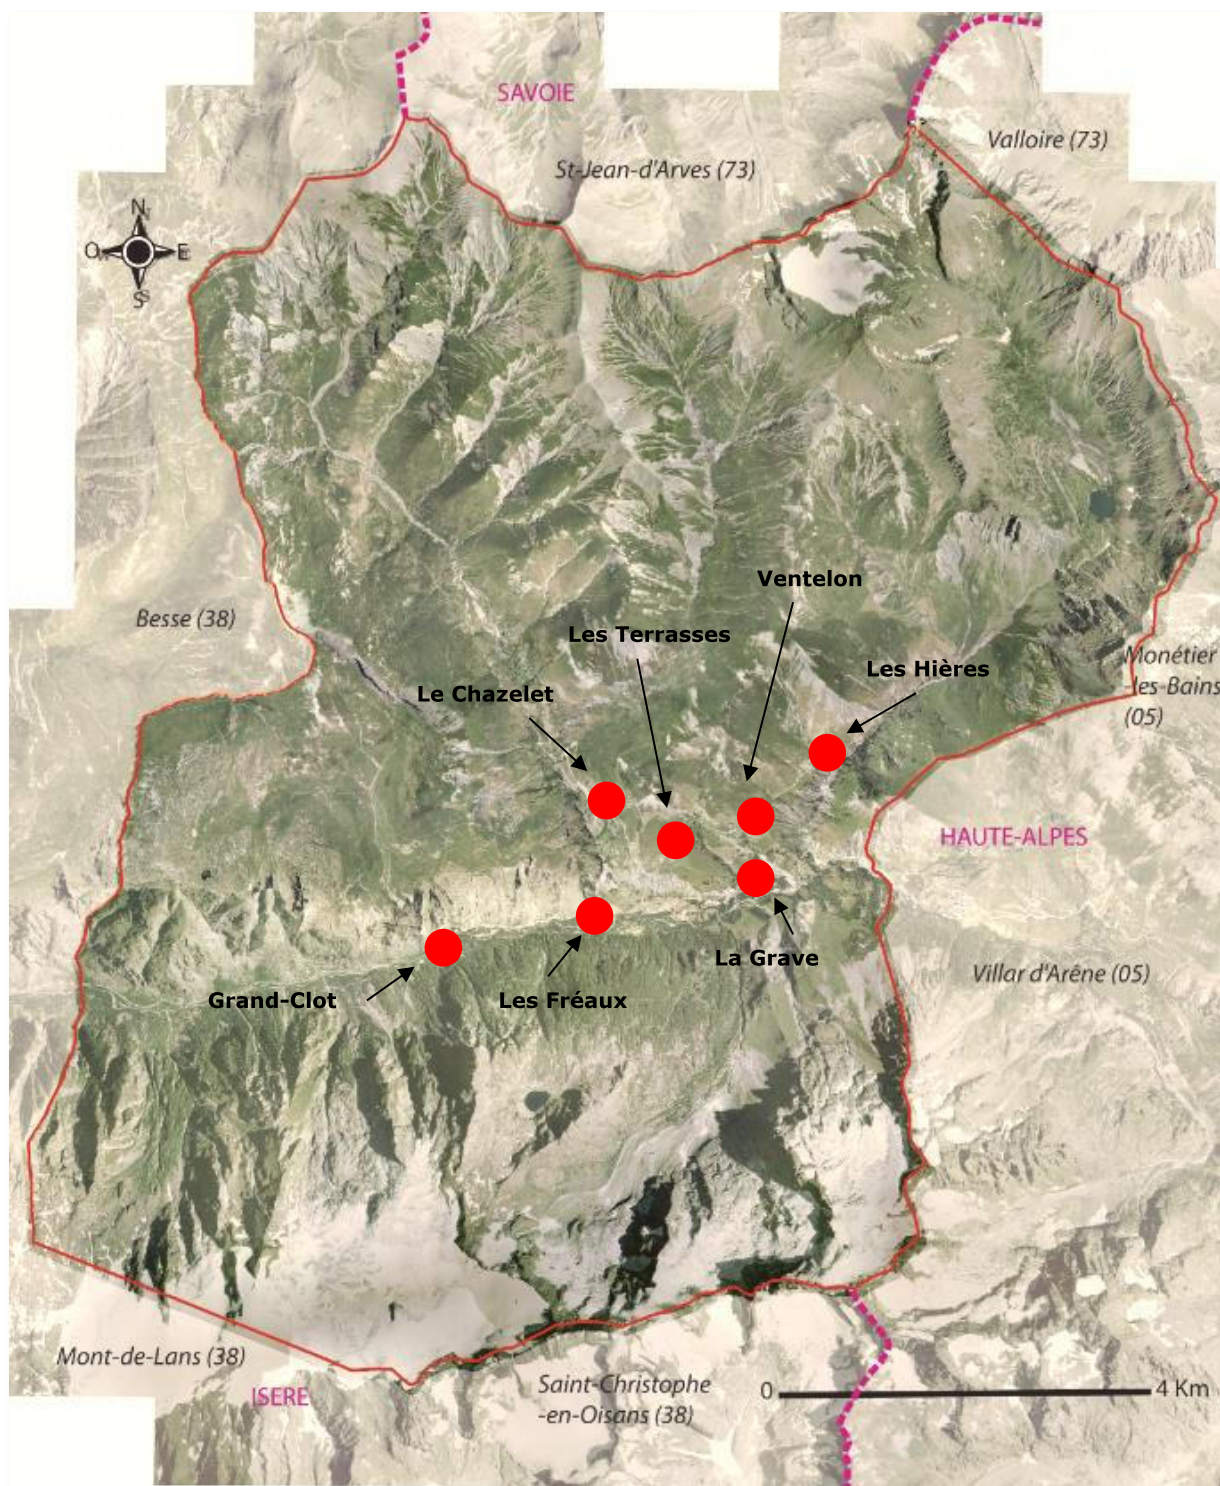 SAVOIE
Valloire (73)
St-Jean-d'Arves (73)
N
O
E
S
Ventelon
Besse (38)
Les Terrasses
Monétier
-les-Bains
(05)
Les Hières
Le Chazelet
HAUTE-ALPES
La Grave
Villar d'Arêne (05)
Grand-Clot
Les Fréaux
Mont-de-Lans (38)
ISERE
Saint-Christophe
-en-Oisans (38)
0
4 Km